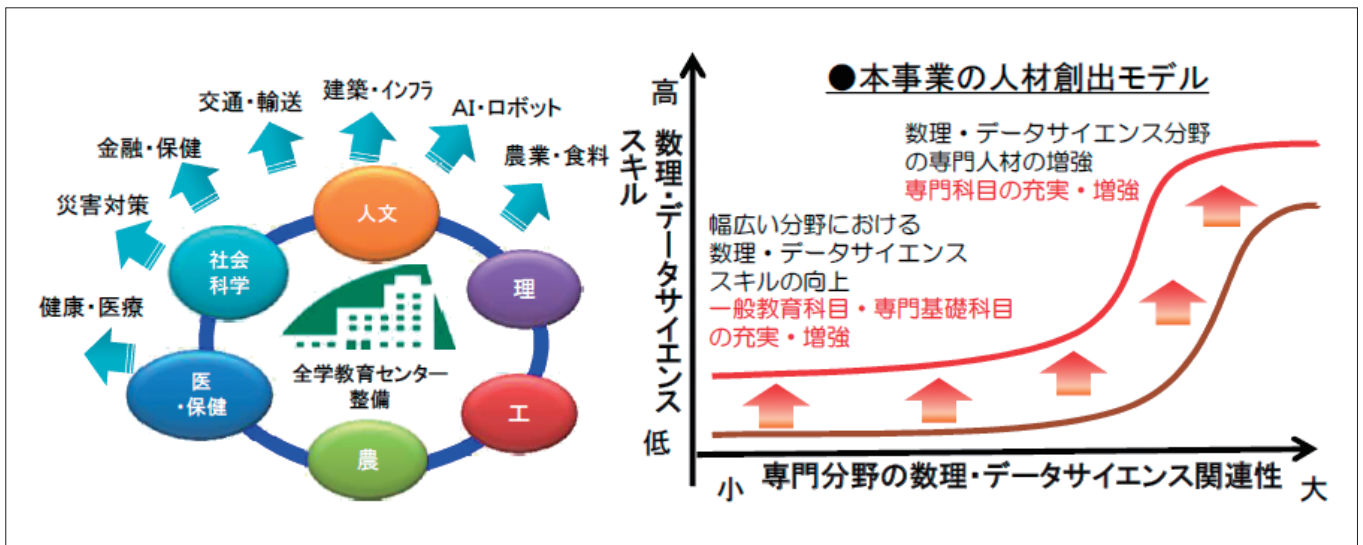 交通・輸送
建築・インフラ
AI・ロボット
金融・保健
農業・食料
災害対策
健康・医療
人文
社会
科学
理
医
・保健
工
農
全学教育センター
整備
●本事業の人材創出モデル
高
数理・データサイエンス
スキル
低
数理・データサイエンス分野
の専門人材の増強
専門科目の充実・増強
幅広い分野における
数理・データサイエンス
スキルの向上
一般教育科目・専門基礎科目
の充実・増強
小
専門分野の数理・データサイエンス関連性
大